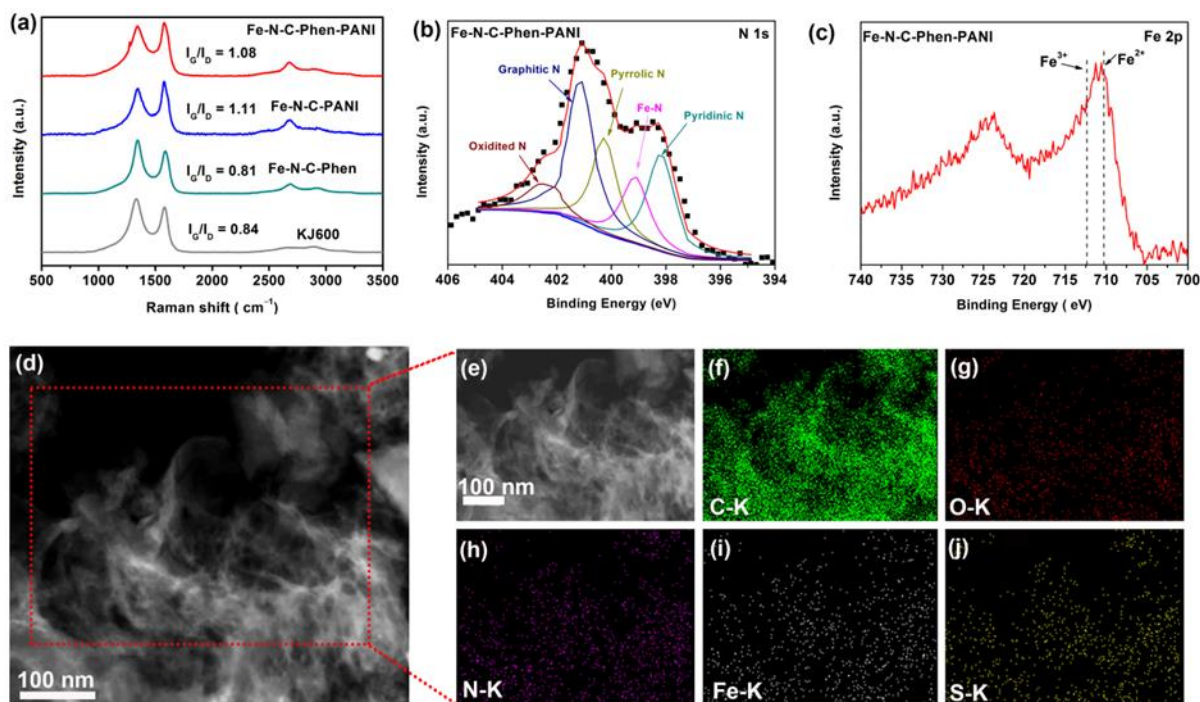 (a)
Fe-N-C-Phen-PANI
I_G/I_D = 1.08
I_G/I_D = 1.11
Fe-N-C-PANI
I_G/I_D = 0.81
Fe-N-C-Phen
I_G/I_D = 0.84
KJ600
Intensity (a.u.)
500 1000 1500 2000 2500 3000 3500
Raman shift ( cm⁻¹)
(b)
Fe-N-C-Phen-PANI
N 1s
Graphitic N
Pyrrolic N
Fe-N
Pyridinic N
Oxidited N
Intensity (a.u.)
406 404 402 400 398 396 394
Binding Energy (eV)
(c)
Fe-N-C-Phen-PANI
Fe 2p
Fe³⁺
Fe²⁺
Intensity (a.u.)
740 735 730 725 720 715 710 705 700
Binding Energy ( eV)
(d)
100 nm
(e)
100 nm
(f)
C-K
(g)
O-K
(h)
N-K
(i)
Fe-K
(j)
S-K